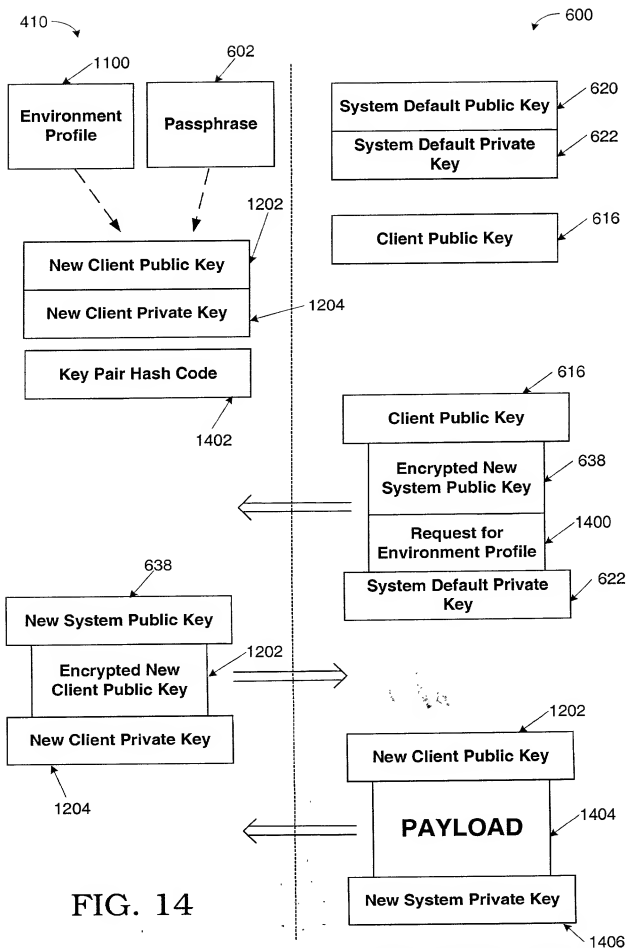 410
600
1100
602
Environment
Profile
Passphrase
System Default Public Key
620
System Default Private
Key
622
1202
New Client Public Key
New Client Private Key
1204
Client Public Key
616
Key Pair Hash Code
1402
616
Client Public Key
Encrypted New
System Public Key
638
Request for
Environment Profile
1400
System Default Private
Key
622
638
New System Public Key
Encrypted New
Client Public Key
1202
New Client Private Key
1204
1202
New Client Public Key
PAYLOAD
1404
New System Private Key
1406
FIG. 14